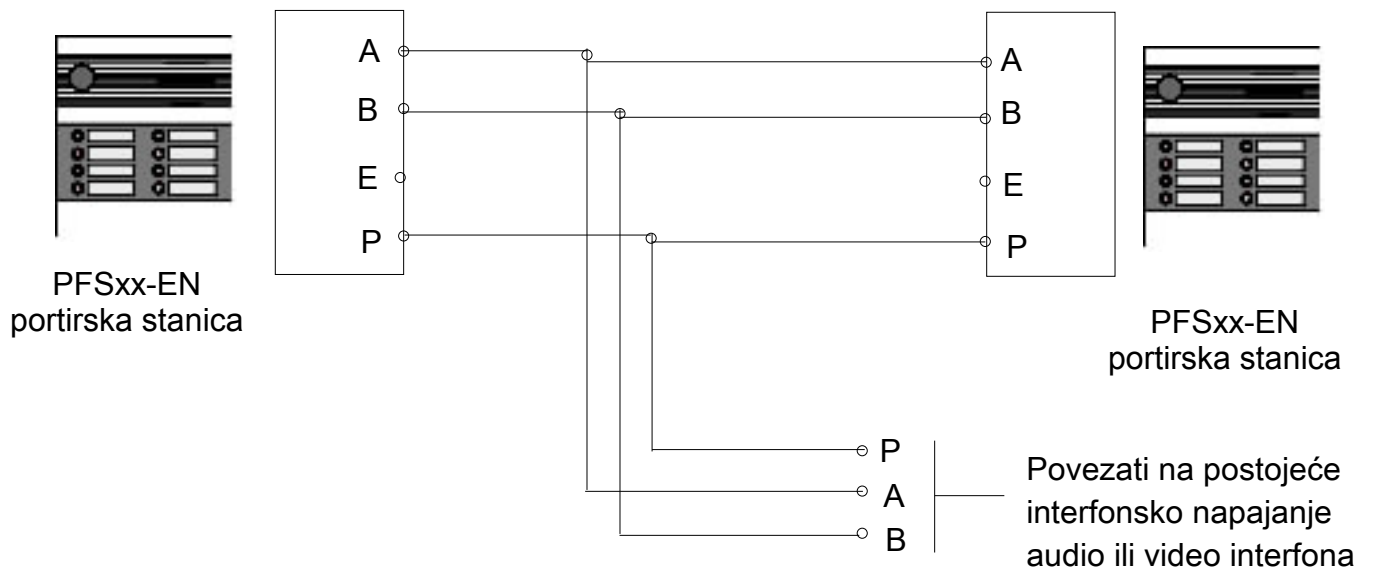 A
B
E
P
A
B
E
P
PFSxx-EN
portirska stanica
PFSxx-EN
portirska stanica
P
A
B
Povezati na postojeće
interfonsko napajanje
audio ili video interfona